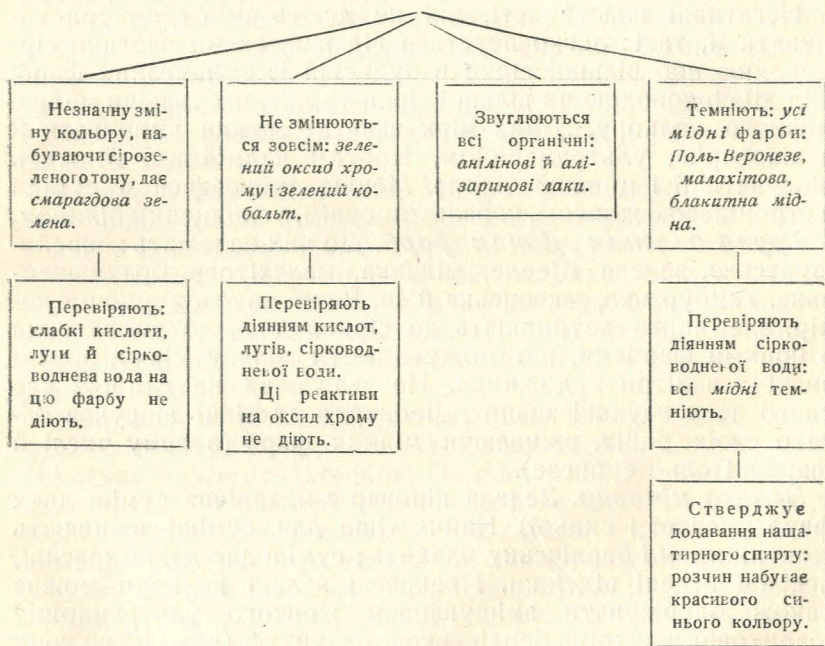 Незначну змі-
ну кольору, на-
буваючи сірозе-
леного тону, дає
смарагдова зе-
лена.
Не змінюють-
ся зовсім: зеле-
ний оксид хро-
му і зелений ко-
бальт.
Звуглюються
всі органічні:
анілінові й алі-
заринові лаки.
Темніють: усі
мідні фарби:
Поль-Веронезе,
малахітова,
блакитна мід-
на.
Перевіряють:
слабкі кислоти,
луги й сірко-
воднева вода на
цю фарбу не
діють.
Перевіряють
діянням кислот,
лугів, сірковод-
невої води.
Ці реактиви
на оксид хрому
не діють.
Перевіряють
діянням сірко-
водневої води:
всі мідні тем-
ніють.
Стверджує
додавання наша-
тирного спирту:
розчин набугає
красивого си-
нього кольору.